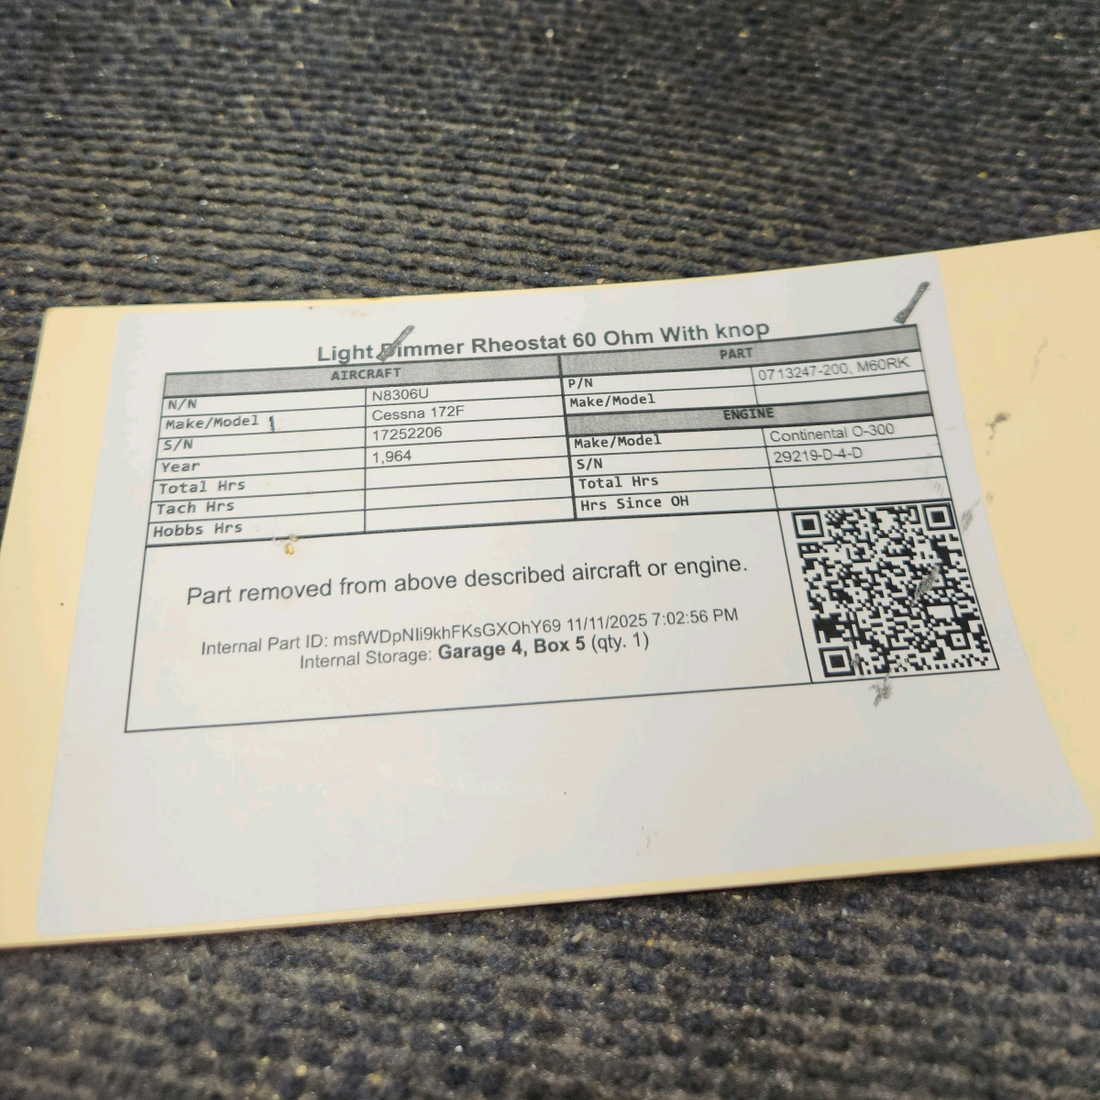 Light Dimmer Rheostat 60 Ohm With knop
AIRCRAFT
N/N N8306U
Make/Model Cessna 172F
S/N 17252206
Year 1,964
Total Hrs
Tach Hrs
Hobbs Hrs
PART
P/N 0713247-200, M60RK
Make/Model
ENGINE
Make/Model Continental O-300
S/N 29219-D-4-D
Total Hrs
Hrs Since OH
Part removed from above described aircraft or engine.
Internal Part ID: msfWDpNIi9khFKsGXOhY69 11/11/2025 7:02:56 PM
Internal Storage: Garage 4, Box 5 (qty. 1)